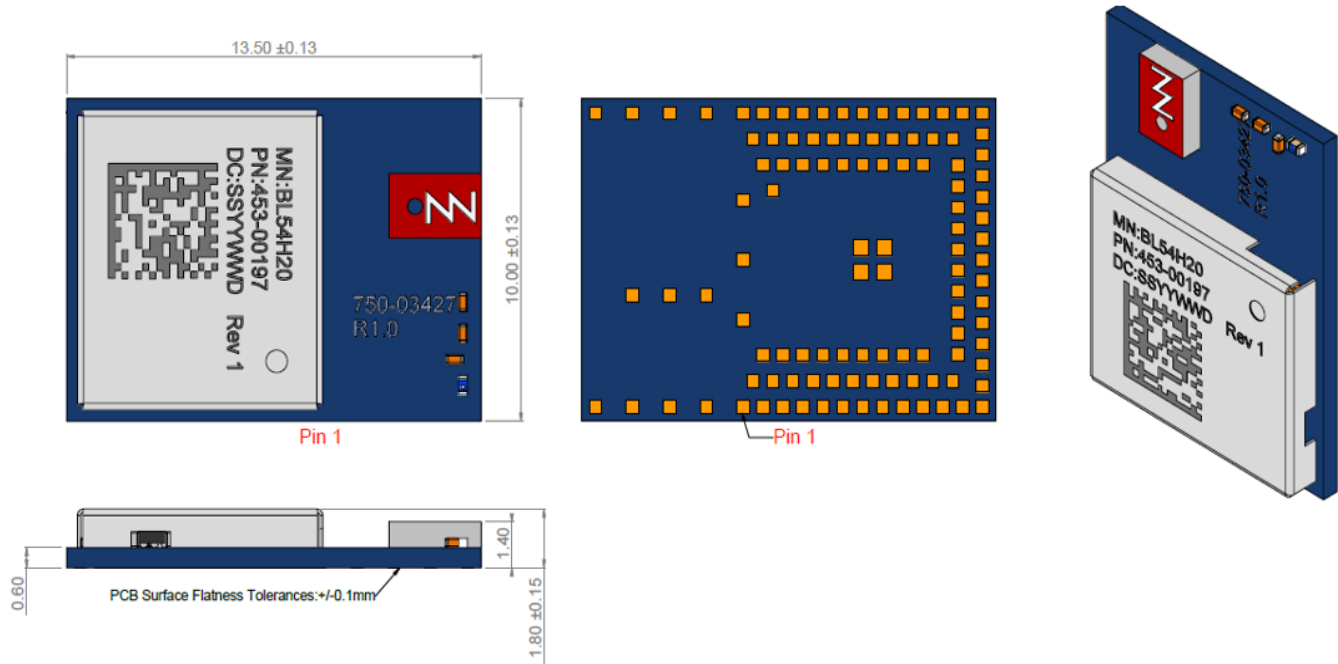 13.50 ±0.13
MN:BL54H20
PN:453-00197
DC:SSYYWWD Rev 1
750-03427
R1.0
10.00 ±0.13
Pin 1
Pin 1
750-03427
R1.0
MN:BL54H20
PN:453-00197
DC:SSYYWWD
Rev 1
0.60
PCB Surface Flatness Tolerances:+/-0.1mm
1.40
1.80 ±0.15